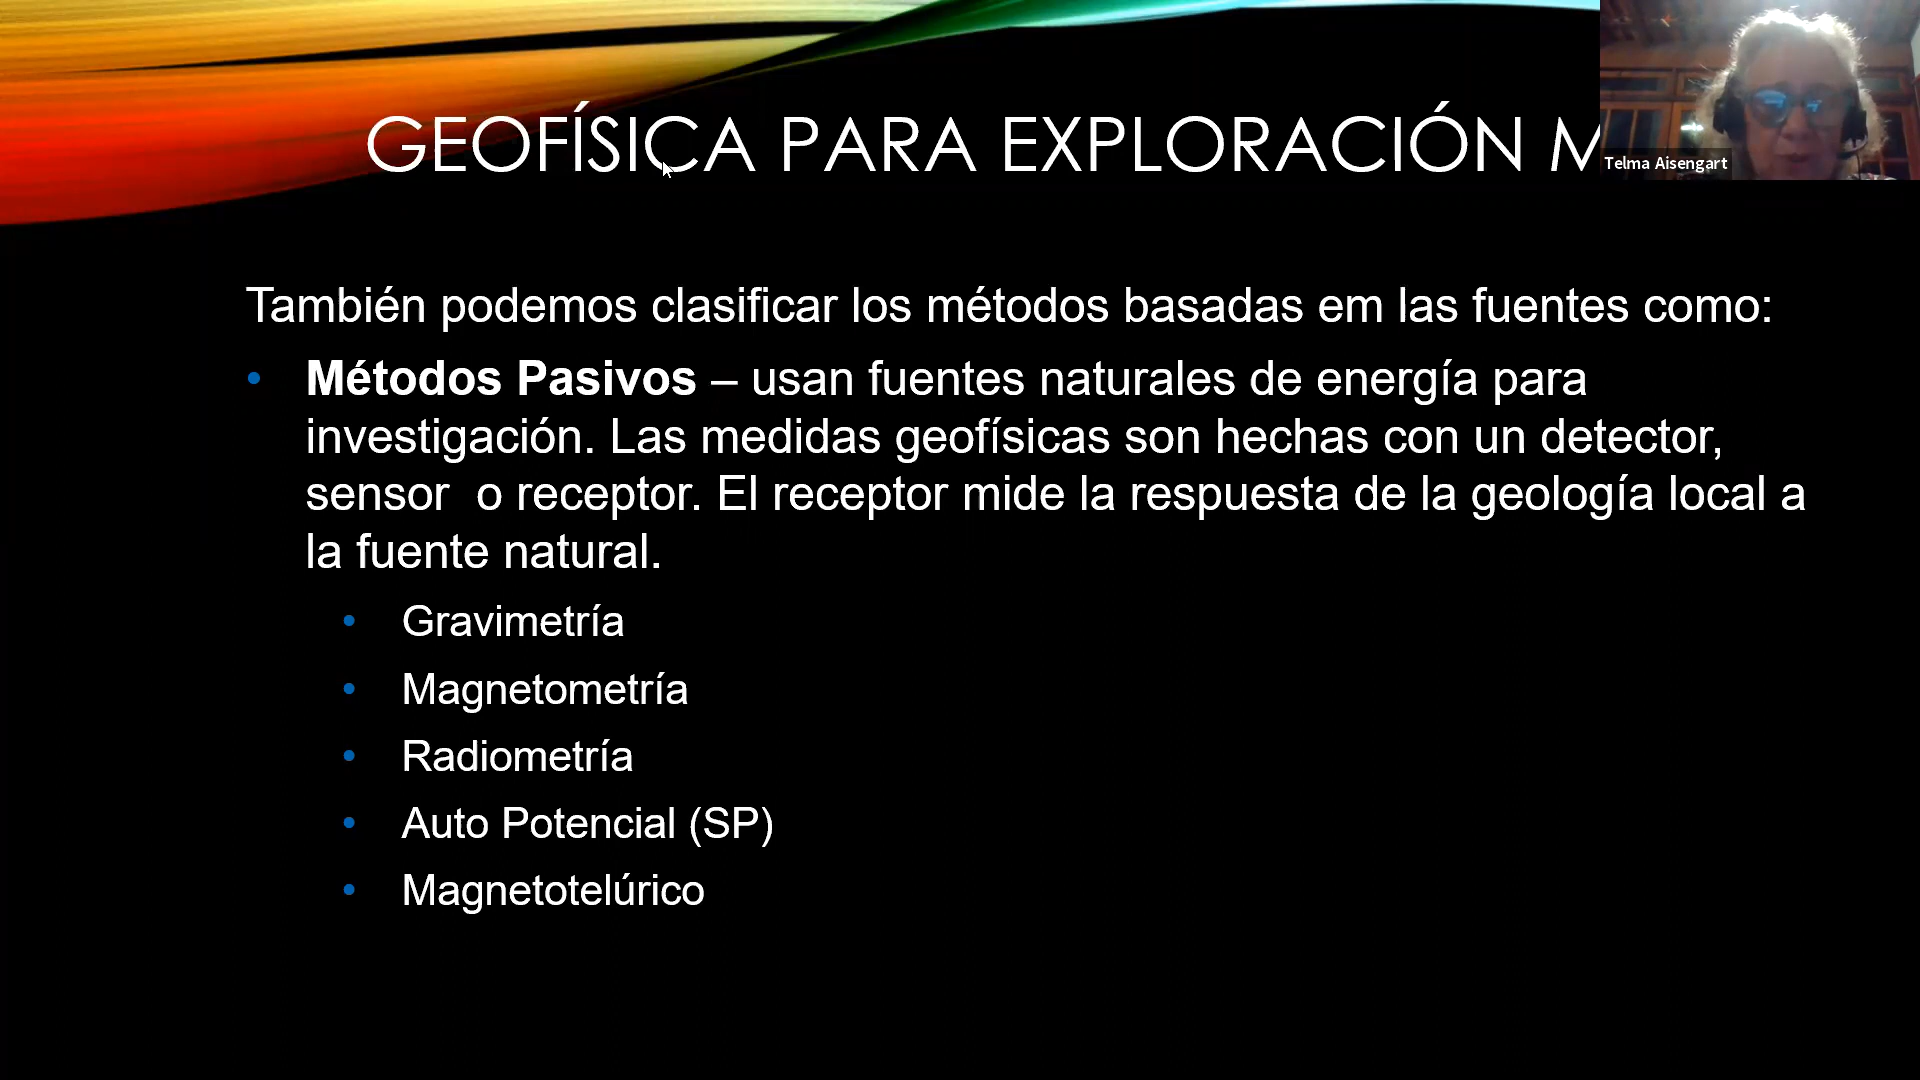 GEOFÍSICA PARA EXPLORACIÓN M
Telma Aisengart
También podemos clasificar los métodos basadas em las fuentes como:
• Métodos Pasivos – usan fuentes naturales de energía para
investigación. Las medidas geofísicas son hechas con un detector,
sensor o receptor. El receptor mide la respuesta de la geología local a
la fuente natural.
• Gravimetría
• Magnetometría
• Radiometría
• Auto Potencial (SP)
• Magnetotelúrico